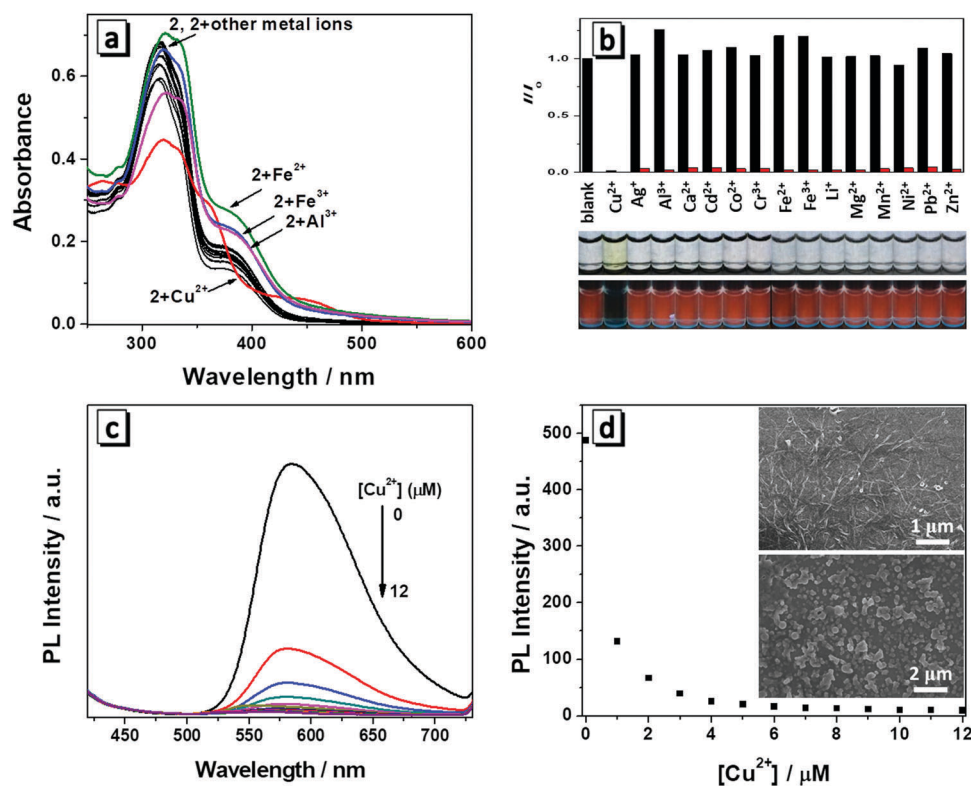 a
2, 2+other metal ions
2+Fe²⁺
2+Fe³⁺
2+Al³⁺
2+Cu²⁺
0.6
0.4
0.2
0.0
300
400
500
600
Absorbance
Wavelength / nm
b
1.0
0.5
0.0
I/I₀
blank
Cu²⁺
Ag⁺
Al³⁺
Ca²⁺
Cd²⁺
Co²⁺
Cr³⁺
Fe²⁺
Fe³⁺
Li⁺
Mg²⁺
Mn²⁺
Ni²⁺
Pb²⁺
Zn²⁺
c
[Cu²⁺] (μM)
0
12
450
500
550
600
650
700
PL Intensity / a.u.
Wavelength / nm
d
500
400
300
200
100
0
0
2
4
6
8
10
12
PL Intensity / a.u.
[Cu²⁺] / μM
1 μm
2 μm